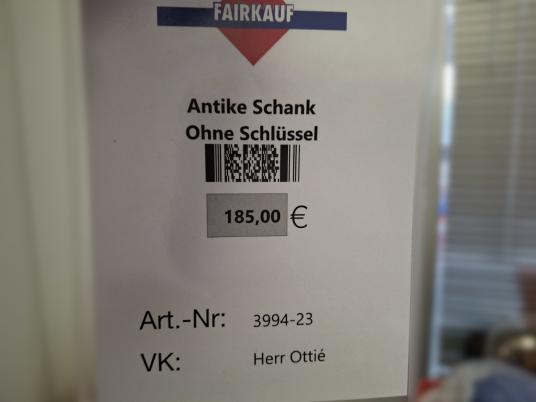 FAIRKAUF
Antike Schank
Ohne Schlüssel
185,00 €
Art.-Nr: 3994-23
VK: Herr Ottié